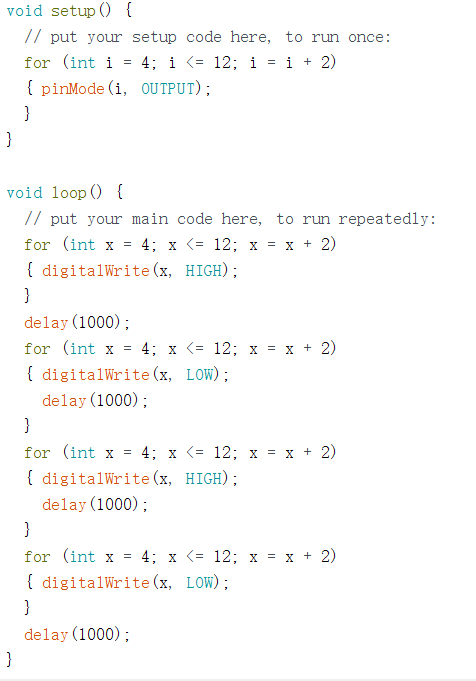 void setup() {
  // put your setup code here, to run once:
  for (int i = 4; i <= 12; i = i + 2)
  { pinMode(i, OUTPUT);
  }
}

void loop() {
  // put your main code here, to run repeatedly:
  for (int x = 4; x <= 12; x = x + 2)
  { digitalWrite(x, HIGH);
  }
  delay(1000);
  for (int x = 4; x <= 12; x = x + 2)
  { digitalWrite(x, LOW);
    delay(1000);
  }
  for (int x = 4; x <= 12; x = x + 2)
  { digitalWrite(x, HIGH);
    delay(1000);
  }
  for (int x = 4; x <= 12; x = x + 2)
  { digitalWrite(x, LOW);
  }
  delay(1000);
}